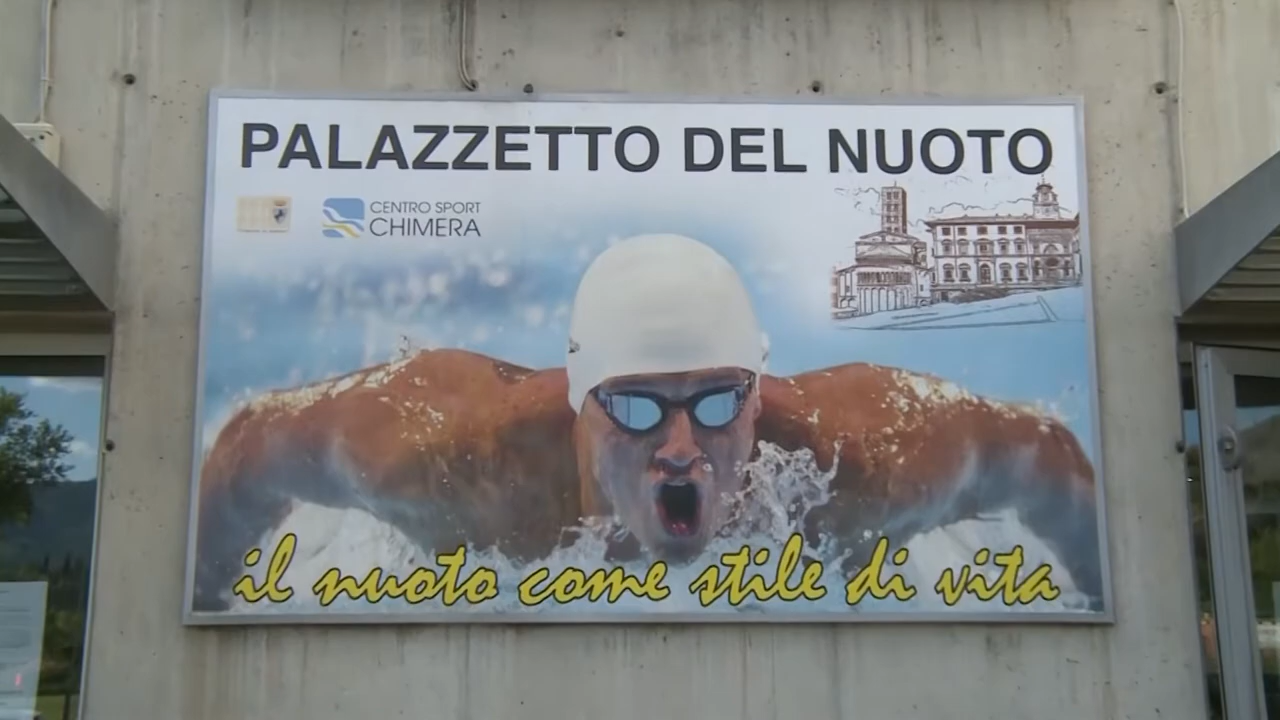 PALAZZETTO DEL NUOTO
CENTRO SPORT
CHIMERA
il nuoto come stile di vita